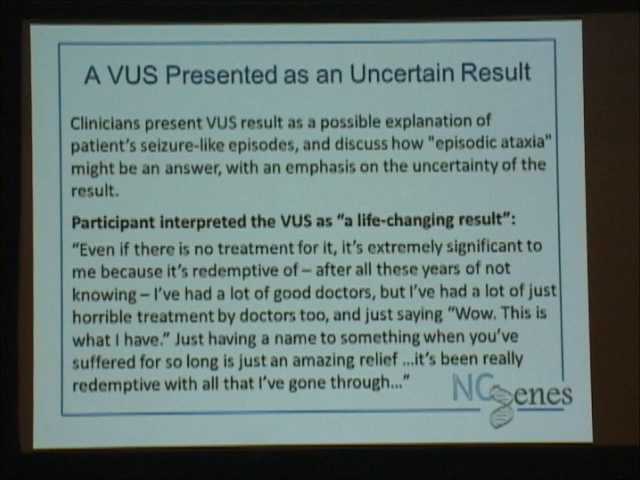 A VUS Presented as an Uncertain Result
Clinicians present VUS result as a possible explanation of
patient's seizure-like episodes, and discuss how "episodic ataxia"
might be an answer, with an emphasis on the uncertainty of the
result.
Participant interpreted the VUS as “a life-changing result”:
“Even if there is no treatment for it, it’s extremely significant to
me because it’s redemptive of – after all these years of not
knowing – I’ve had a lot of good doctors, but I’ve had a lot of just
horrible treatment by doctors too, and just saying “Wow. This is
what I have.” Just having a name to something when you’ve
suffered for so long is just an amazing relief ...it’s been really
redemptive with all that I’ve gone through...”
NCgenes